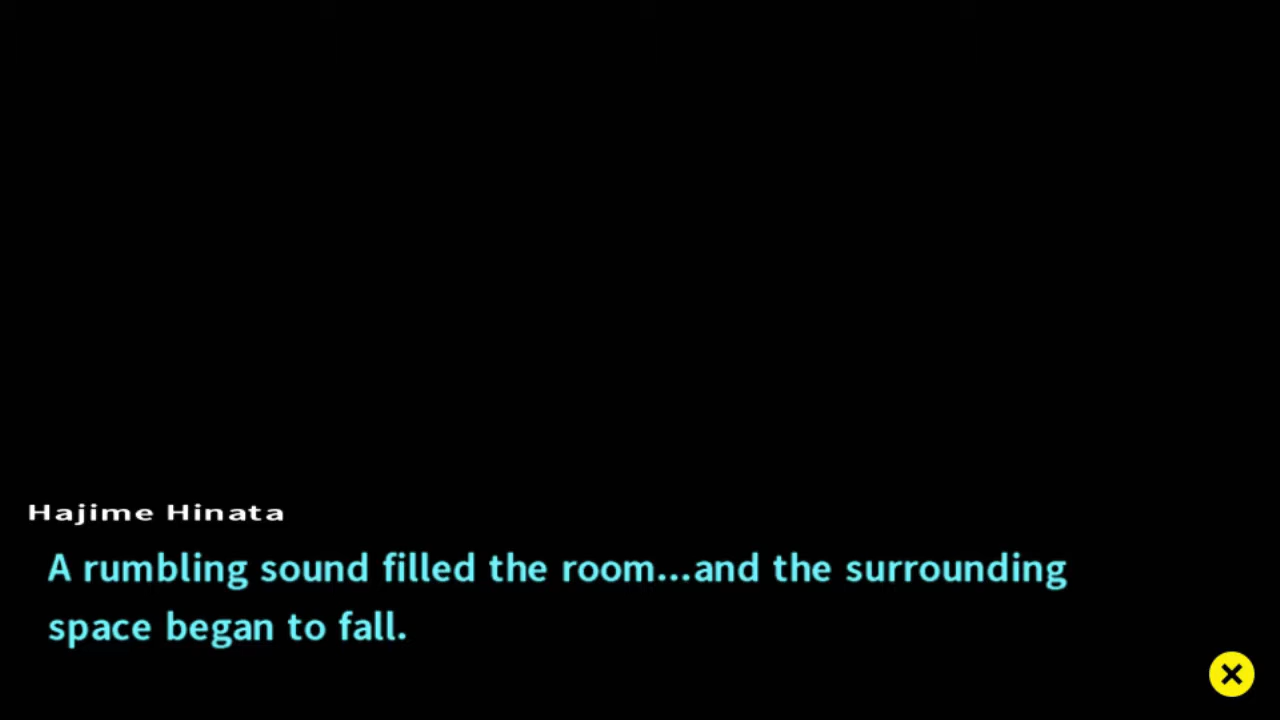 Hajime Hinata
A rumbling sound filled the room...and the surrounding
space began to fall.